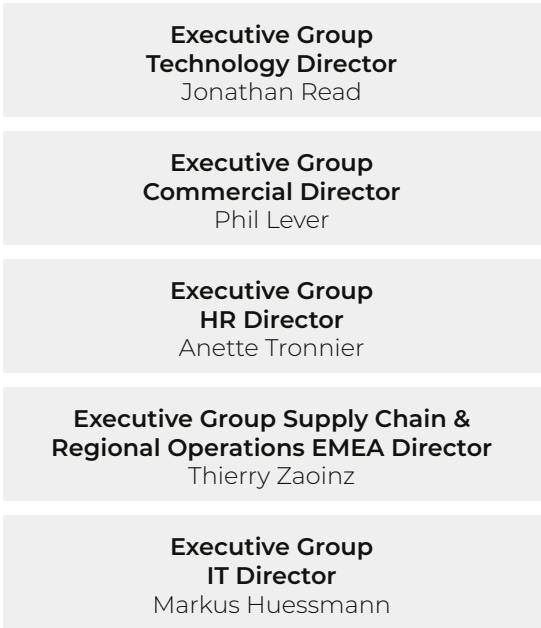 Executive Group
Technology Director
Jonathan Read
Executive Group
Commercial Director
Phil Lever
Executive Group
HR Director
Anette Tronnier
Executive Group Supply Chain &
Regional Operations EMEA Director
Thierry Zaoinz
Executive Group
IT Director
Markus Huessmann